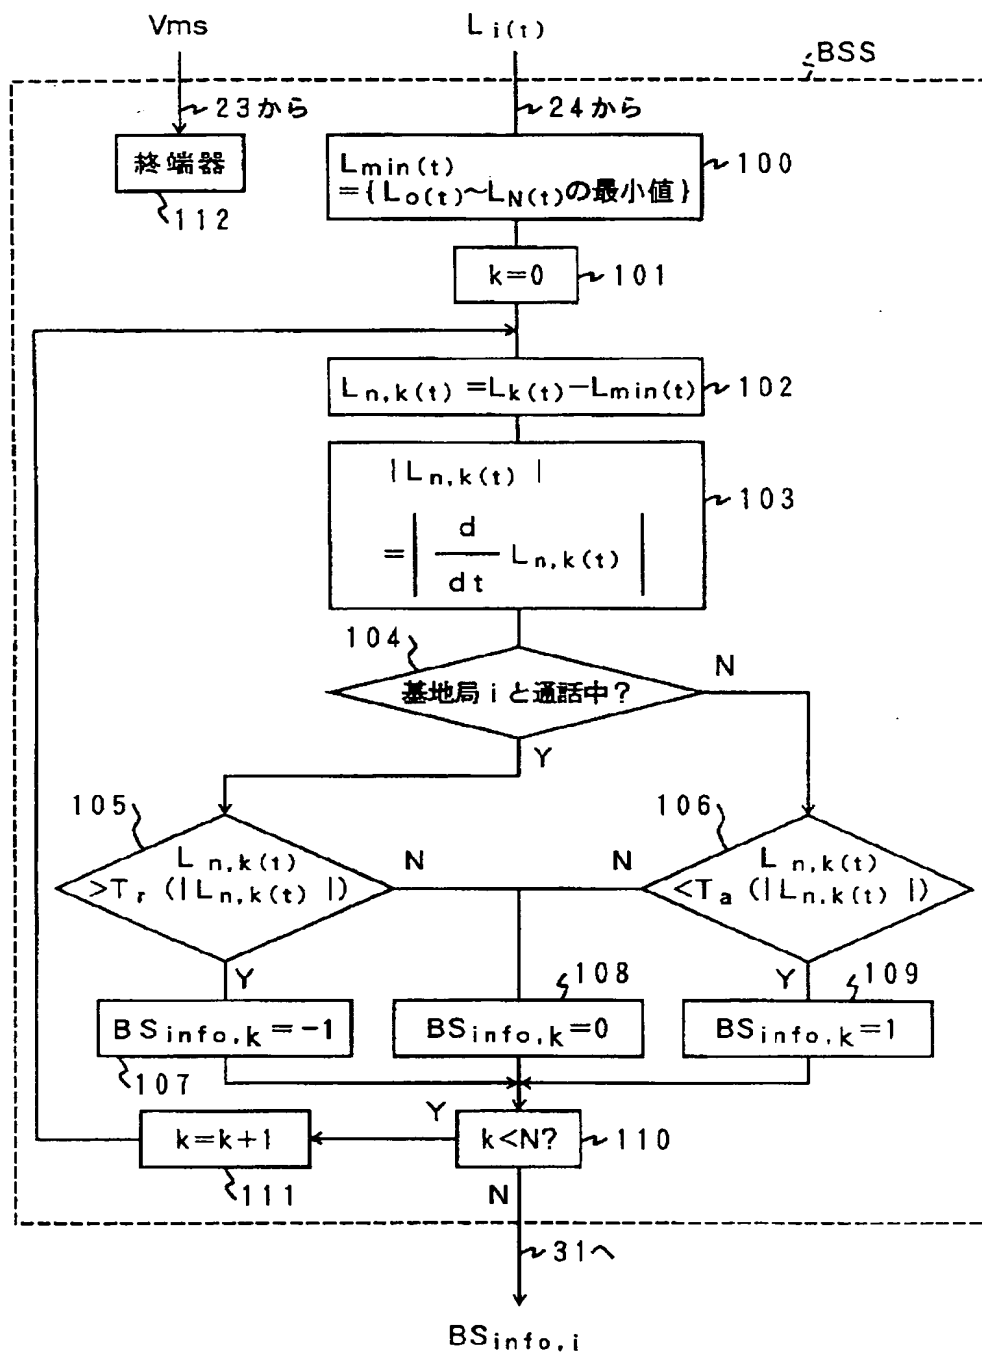 Vms
L i(t)
BSS
23から
24から
終端器
112
Lmin(t)
={Lo(t)~LN(t)の最小値}
100
k=0
101
Ln,k(t) =Lk(t)-Lmin(t)
102
|Ln,k(t) |
=| d/dt Ln,k(t) |
103
104
基地局iと通話中?
N
Y
105
Ln,k(t)
>Tr (|Ln,k(t) |)
N
Y
106
Ln,k(t)
<Ta (|Ln,k(t) |)
N
Y
BSinfo,k =-1
107
108
BSinfo,k=0
109
BSinfo,k=1
Y
k=k+1
111
k<N?
110
N
31へ
BSinfo,i